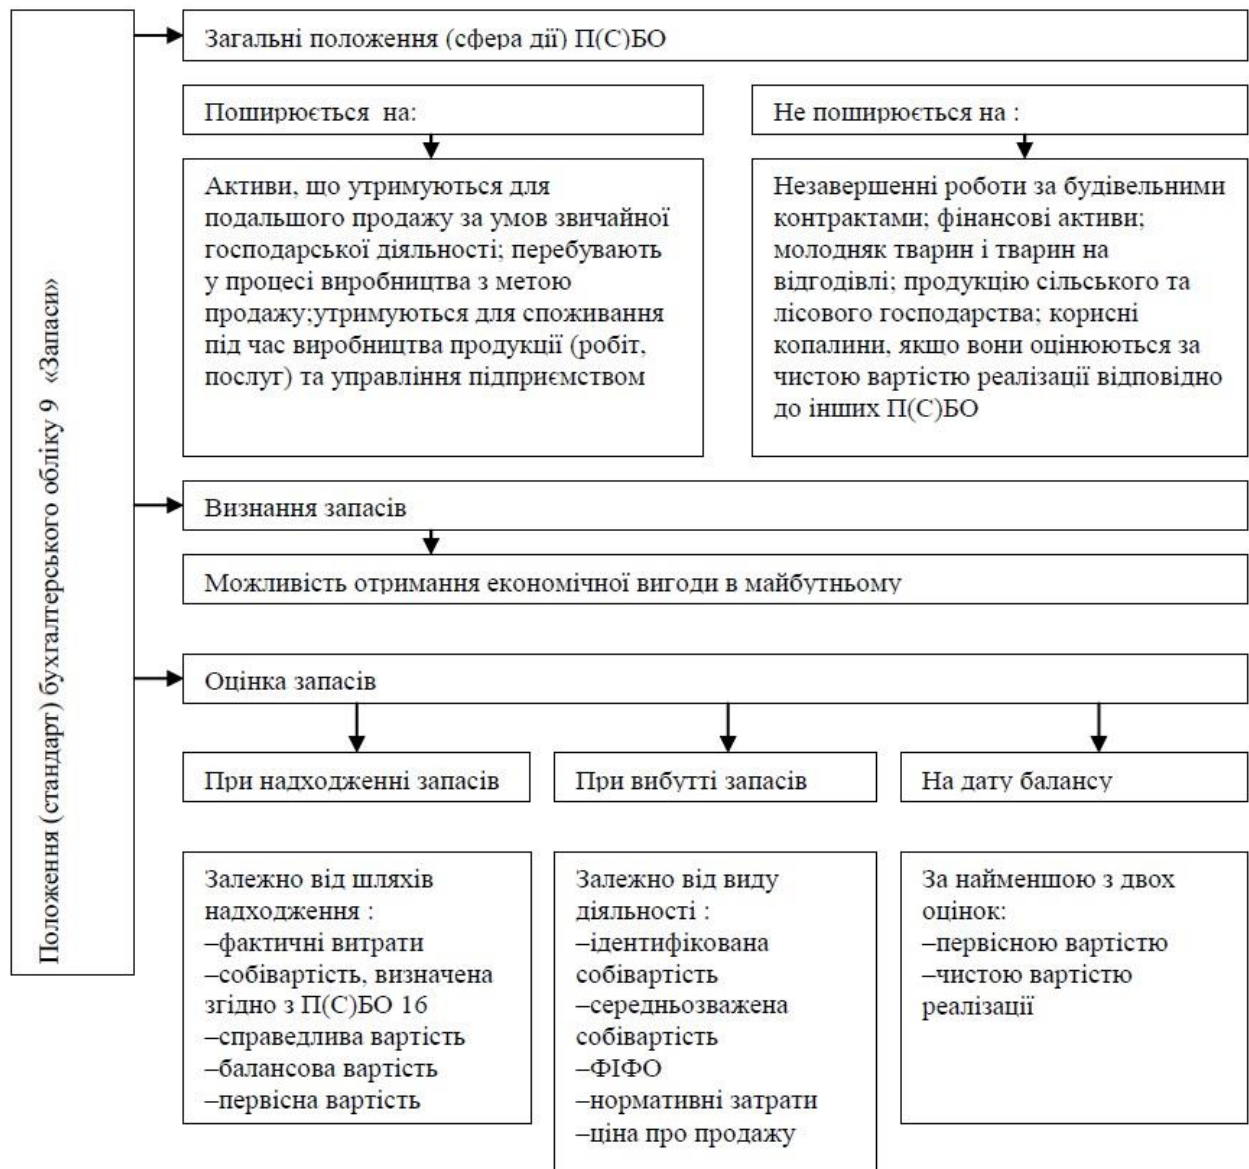 Положення (стандарт) бухгалтерського обліку 9 «Запаси»
Загальні положення (сфера дії) П(С)БО
Поширюється на:
Не поширюється на :
Активи, що утримуються для
подальшого продажу за умов звичайної
господарської діяльності; перебувають
у процесі виробництва з метою
продажу;утримуються для споживання
під час виробництва продукції (робіт,
послуг) та управління підприємством
Незавершенні роботи за будівельними
контрактами; фінансові активи;
молодняк тварин і тварин на
відгодівлі; продукцію сільського та
лісового господарства; корисні
копалини, якщо вони оцінюються за
чистою вартістю реалізації відповідно
до інших П(С)БО
Визнання запасів
Можливість отримання економічної вигоди в майбутньому
Оцінка запасів
При надходженні запасів
При вибутті запасів
На дату балансу
Залежно від шляхів
надходження :
–фактичні витрати
–собівартість, визначена
згідно з П(С)БО 16
–справедлива вартість
–балансова вартість
–первісна вартість
Залежно від виду
діяльності :
–ідентифікована
собівартість
–середньозважена
собівартість
–ФІФО
–нормативні затрати
–ціна про продажу
За найменшою з двох
оцінок:
–первісною вартістю
–чистою вартістю
реалізації